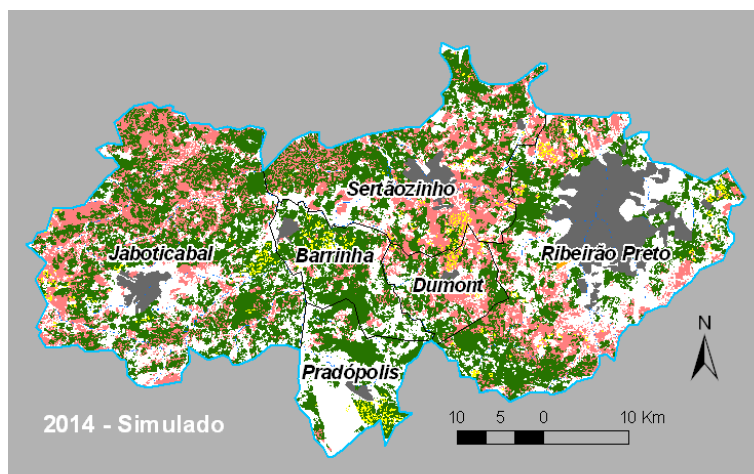 Sertãozinho
Jaboticabal
Barrinha
Ribeirão Preto
Dumont
Pradópolis
N
2014 - Simulado
10 5 0 10 Km